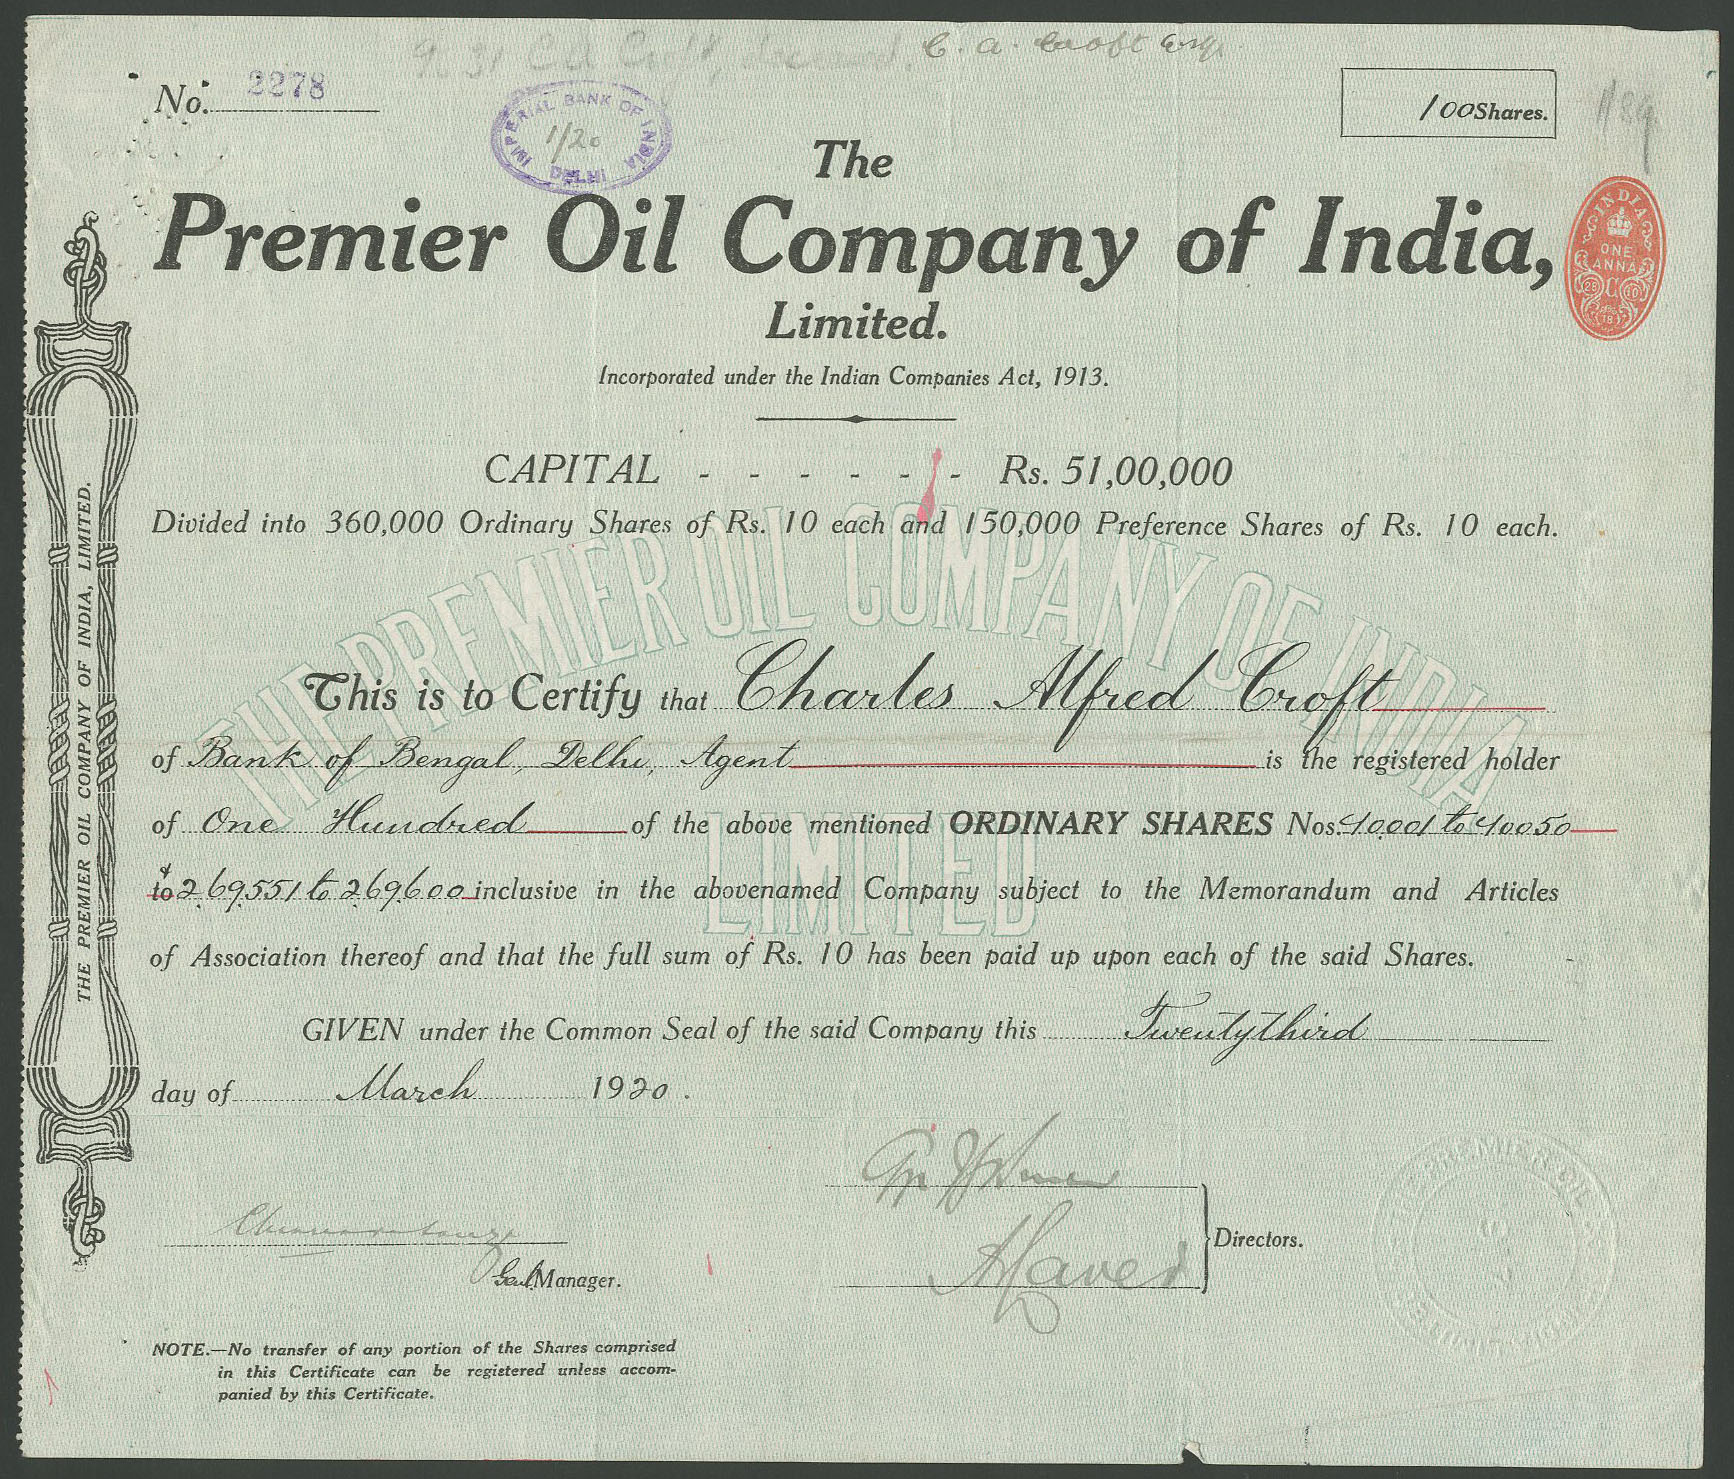 C. A. Croft Esqr
No. 2278
IMPERIAL BANK OF INDIA
1/20
DELHI
100 Shares.
The
Premier Oil Company of India,
Limited.
INDIA
ONE
ANNA
C
Incorporated under the Indian Companies Act, 1913.
CAPITAL - - - - - - Rs. 51,00,000
Divided into 360,000 Ordinary Shares of Rs. 10 each and 150,000 Preference Shares of Rs. 10 each.
THE PREMIER OIL COMPANY OF INDIA
LIMITED
This is to Certify that Charles Alfred Croft
of Bank of Bengal, Delhi, Agent is the registered holder
of One Hundred of the above mentioned ORDINARY SHARES Nos. 40001 to 40050
& to 269551 to 269600 inclusive in the abovenamed Company subject to the Memorandum and Articles
of Association thereof and that the full sum of Rs. 10 has been paid up upon each of the said Shares.
GIVEN under the Common Seal of the said Company this Twentythird
day of March 1920.
Directors.
Genl. Manager.
NOTE.—No transfer of any portion of the Shares comprised
in this Certificate can be registered unless accom-
panied by this Certificate.
THE PREMIER OIL COMPANY OF INDIA, LIMITED.